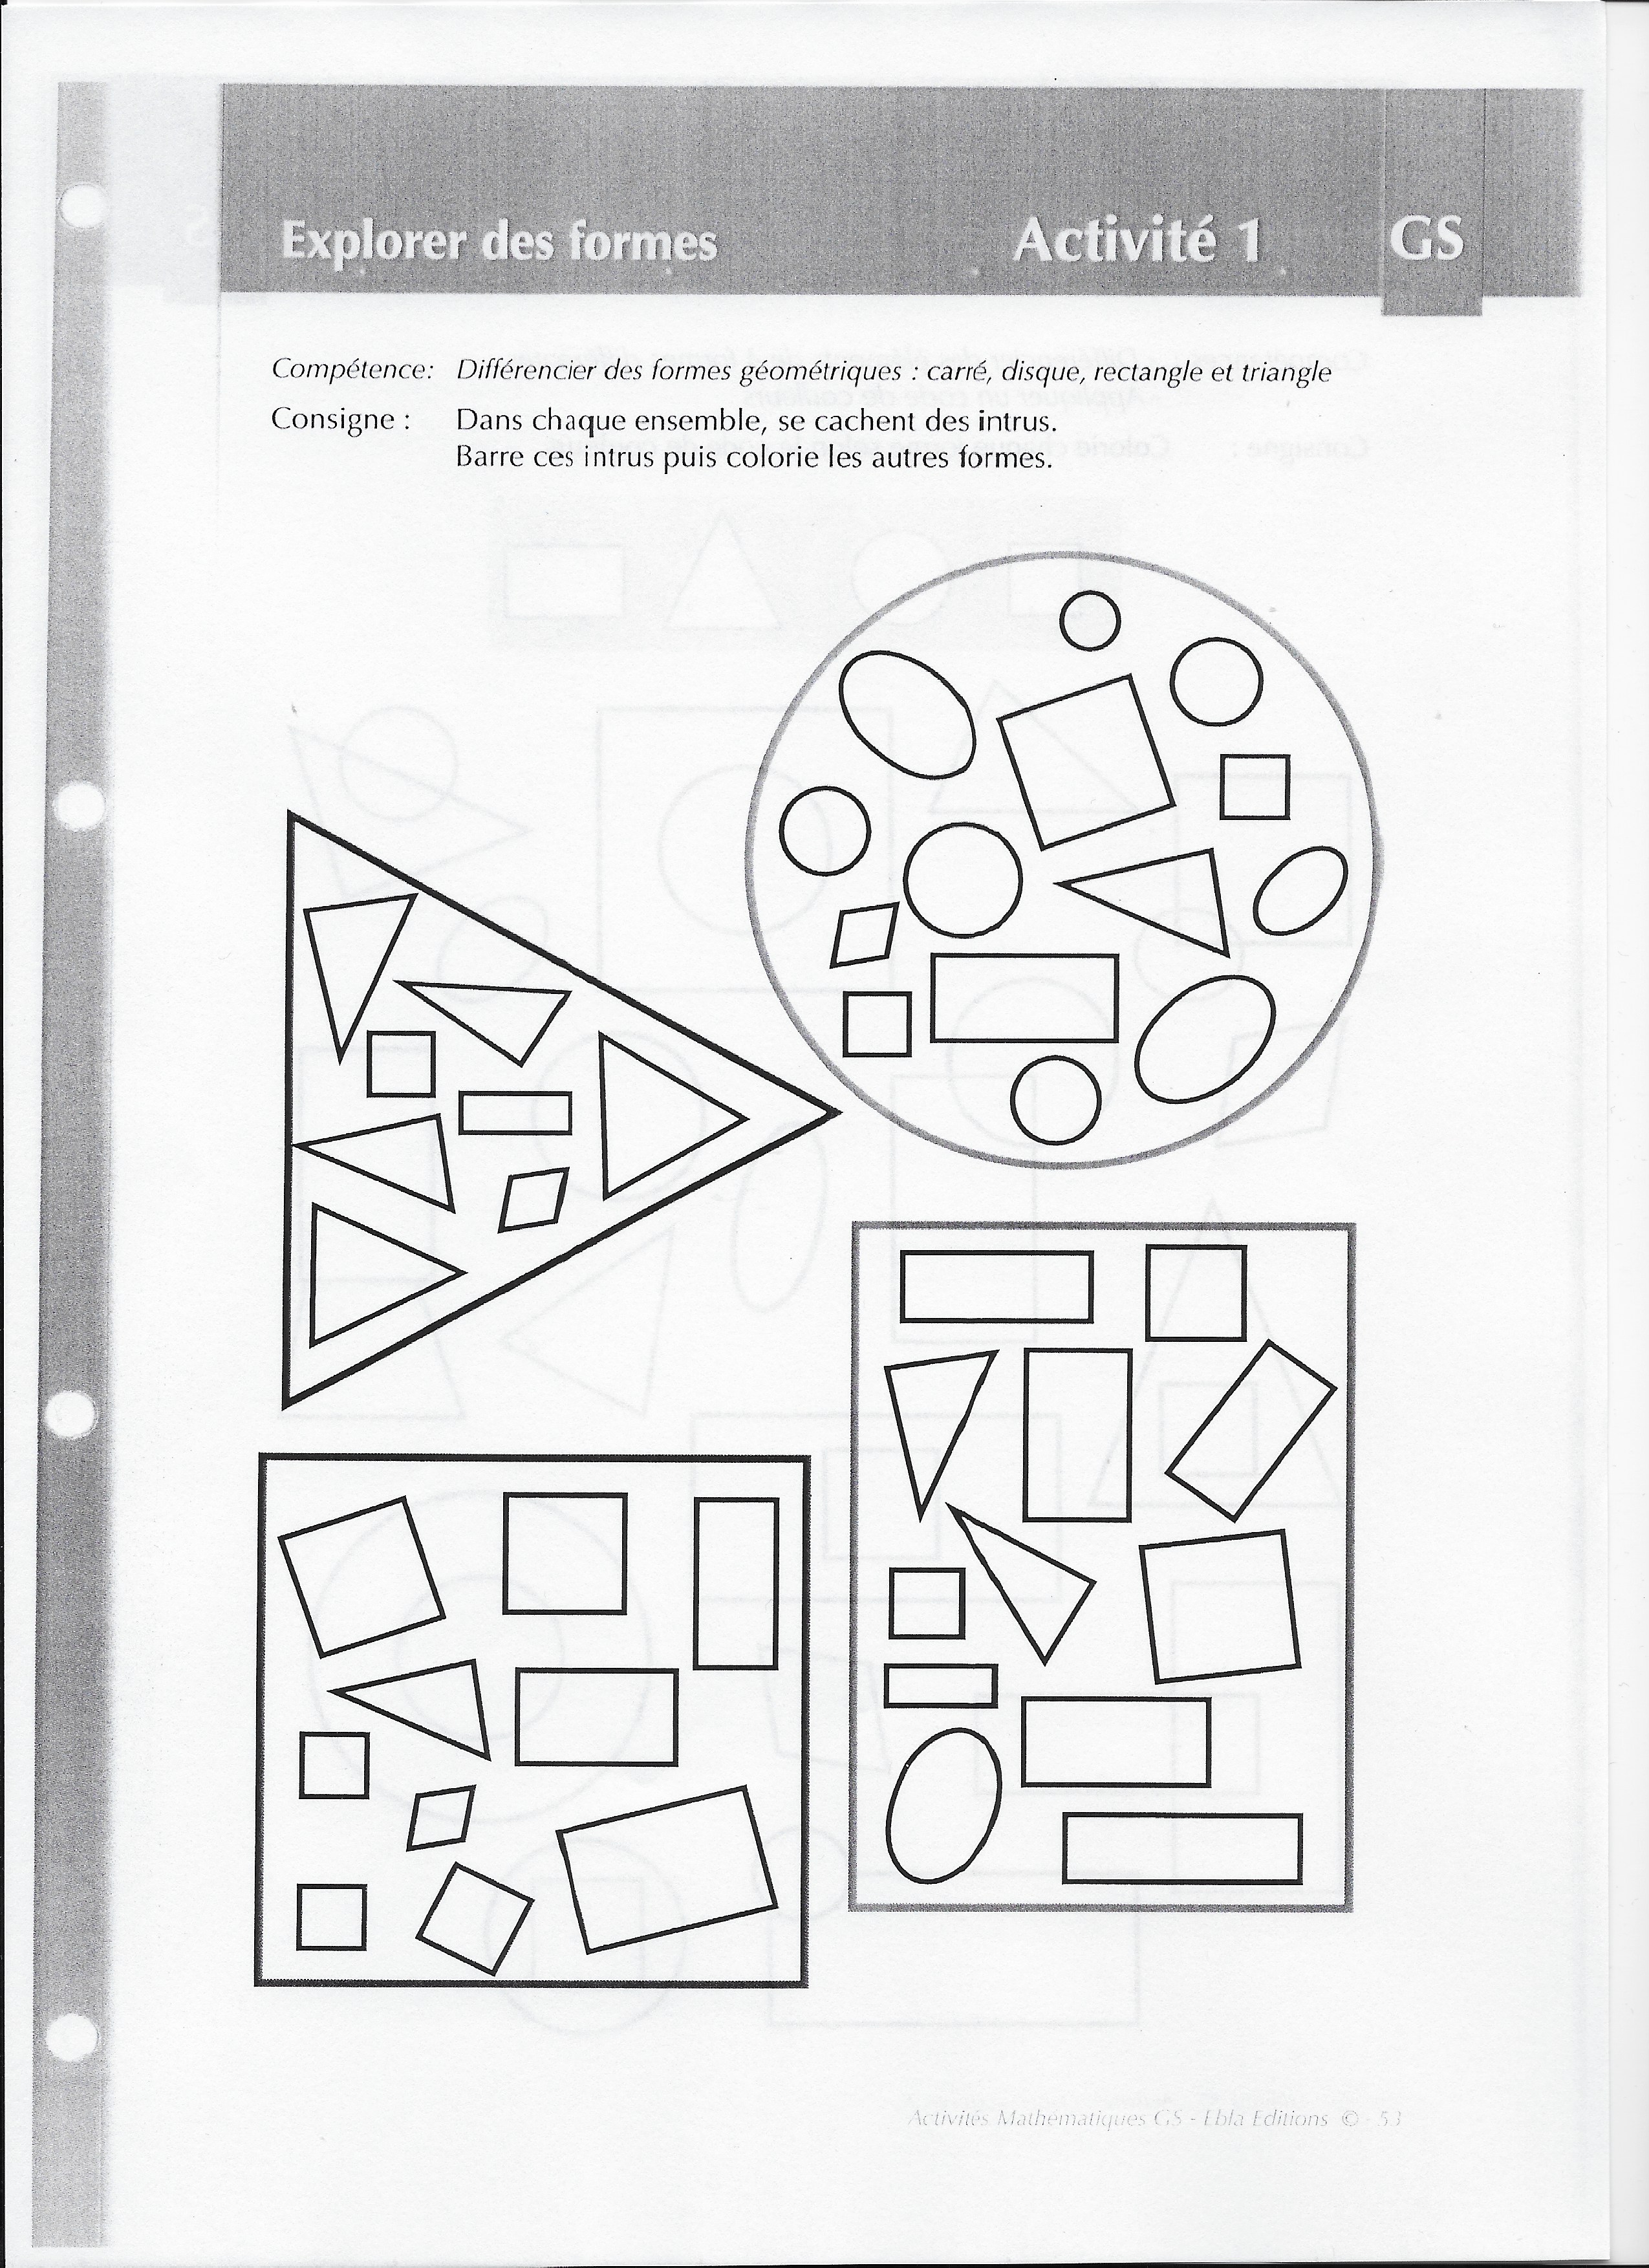 Explorer des formes Activité 1 GS
Compétence: Différencier des formes géométriques : carré, disque, rectangle et triangle
Consigne : Dans chaque ensemble, se cachent des intrus.
Barre ces intrus puis colorie les autres formes.
Activités Mathématiques GS - Ebla Editions © - 53